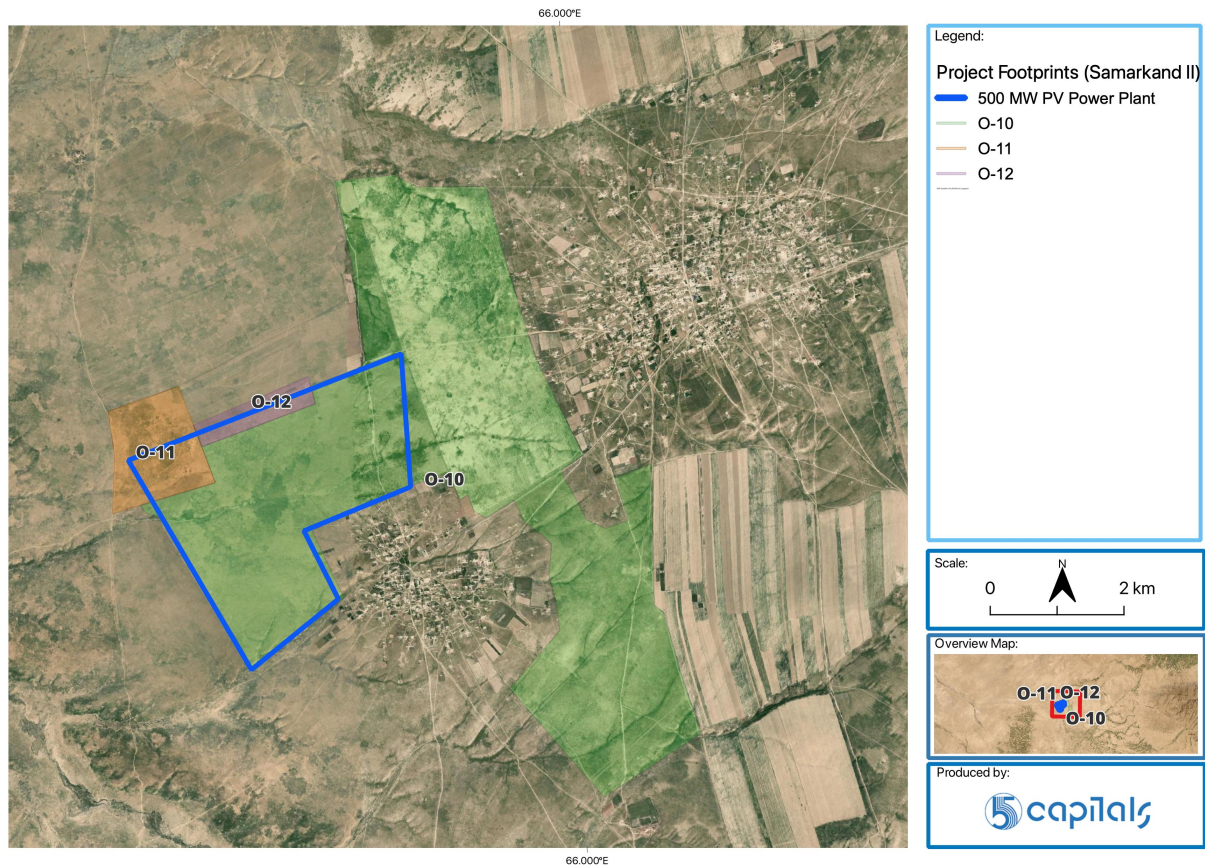 66.000°E
Legend:
Project Footprints (Samarkand II)
500 MW PV Power Plant
O-10
O-11
O-12
O-12
O-11
O-10
Scale:
N
0 2 km
Overview Map:
O-11 O-12
O-10
Produced by:
5 capitals
66.000°E